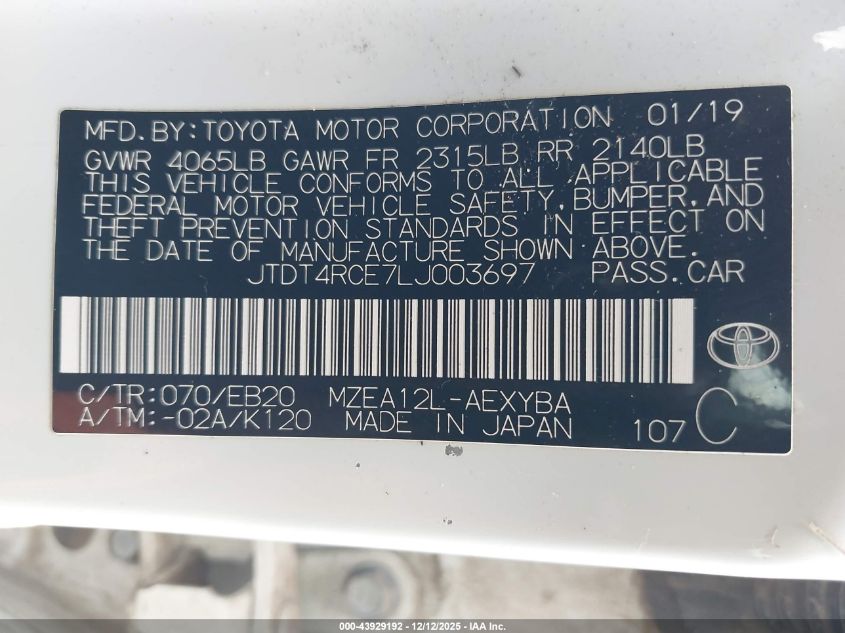 MFD. BY: TOYOTA MOTOR CORPORATION 01/19
GVWR 4065LB GAWR FR 2315LB RR 2140LB
THIS VEHICLE CONFORMS TO ALL APPLICABLE
FEDERAL MOTOR VEHICLE SAFETY, BUMPER, AND
THEFT PREVENTION STANDARDS IN EFFECT ON
THE DATE OF MANUFACTURE SHOWN ABOVE.
JTDT4RCE7LJ003697 PASS. CAR
C/TR: 070/EB20 MZEA12L-AEXYBA
A/TM: -02A/K120 MADE IN JAPAN 107 C
000-43929192 - 12/12/2025 - IAA Inc.